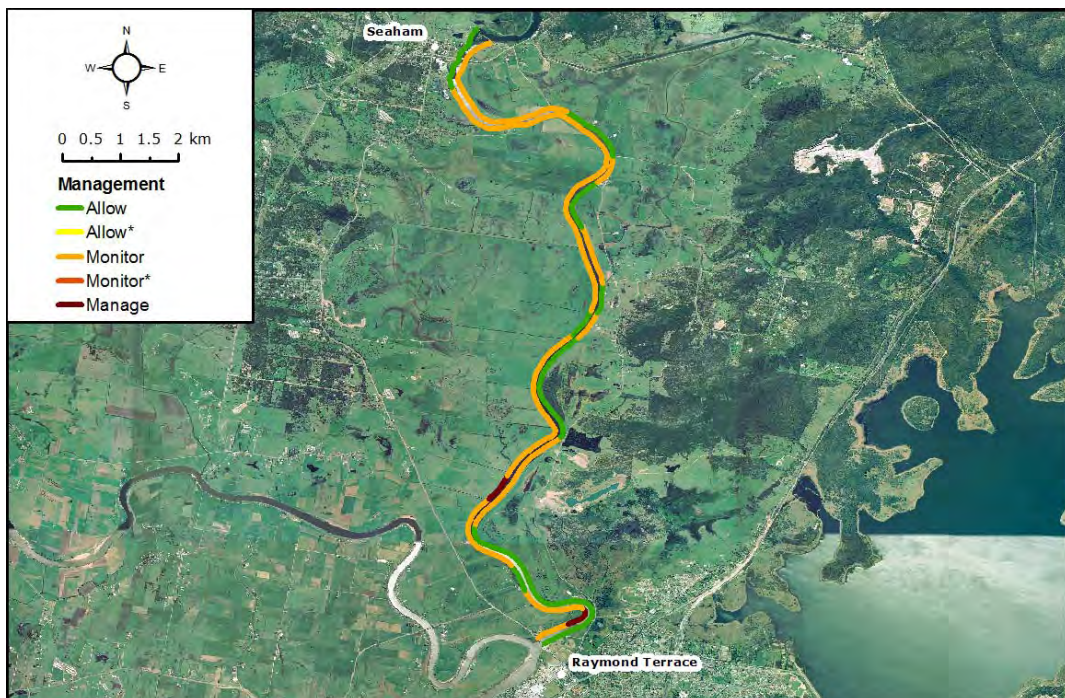 Seaham
N
W E
S
0 0.5 1 1.5 2 km
Management
Allow
Allow*
Monitor
Monitor*
Manage
Raymond Terrace